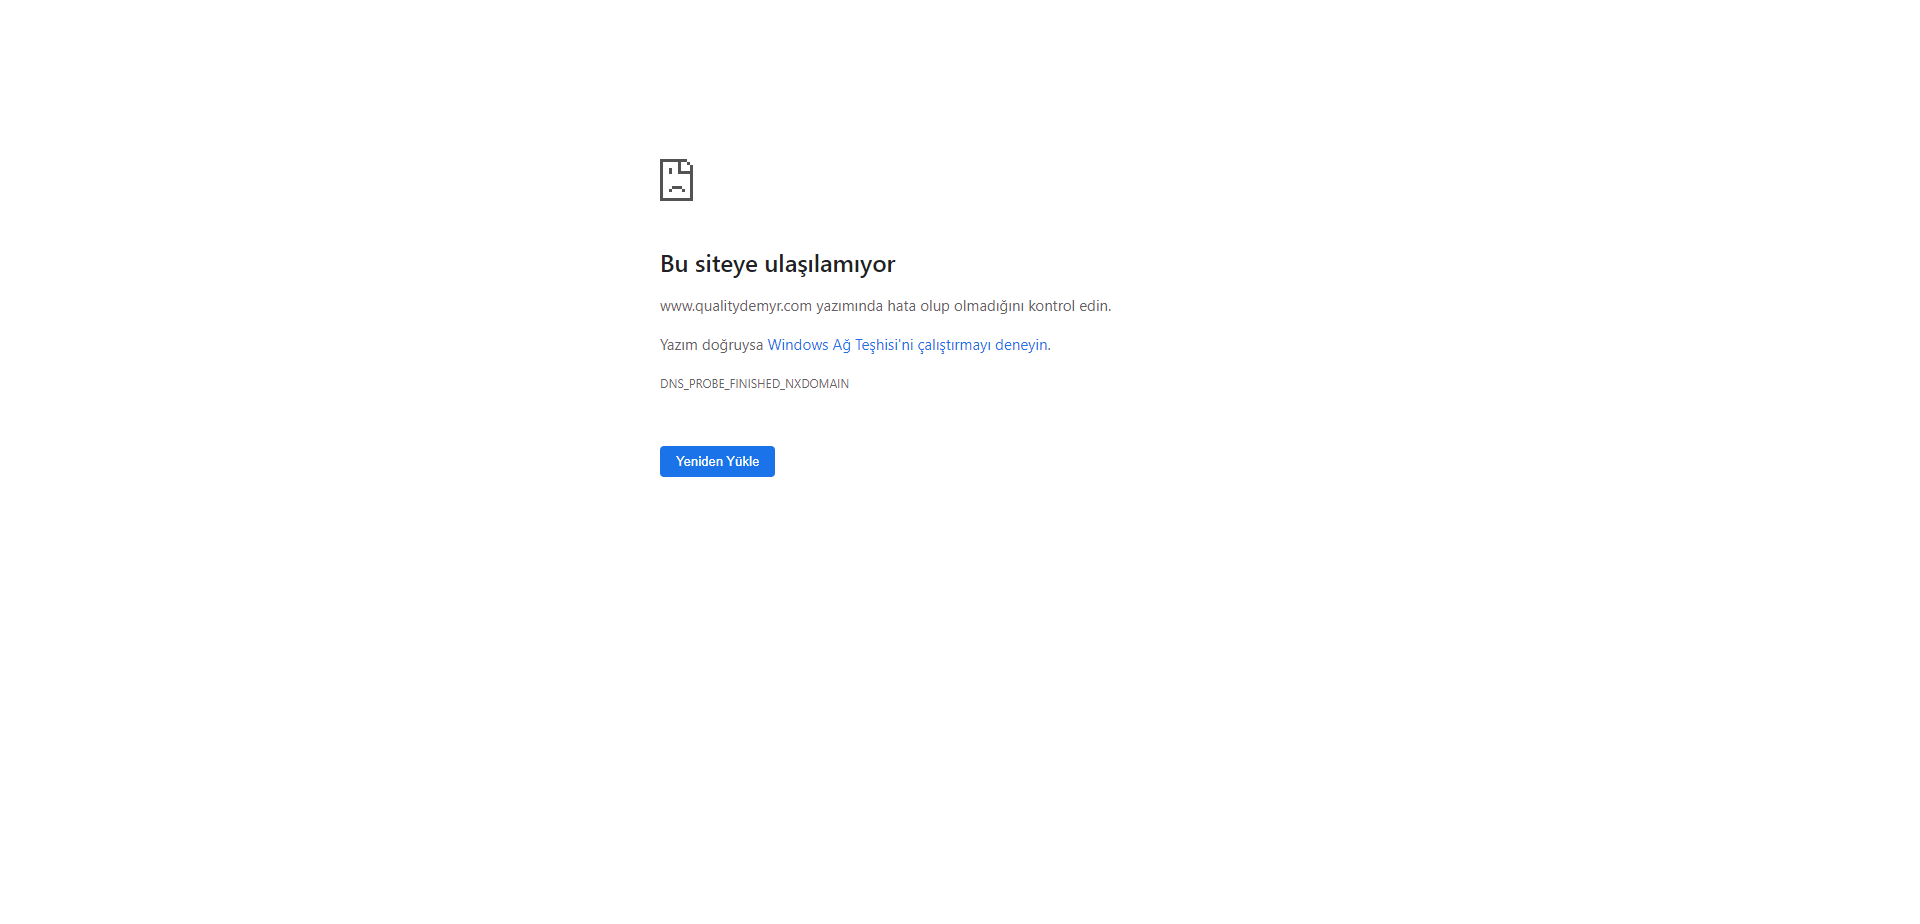 Bu siteye ulaşılamıyor
www.qualitydemyr.com yazımında hata olup olmadığını kontrol edin.
Yazım doğruysa Windows Ağ Teşhisi'ni çalıştırmayı deneyin.
DNS_PROBE_FINISHED_NXDOMAIN
Yeniden Yükle